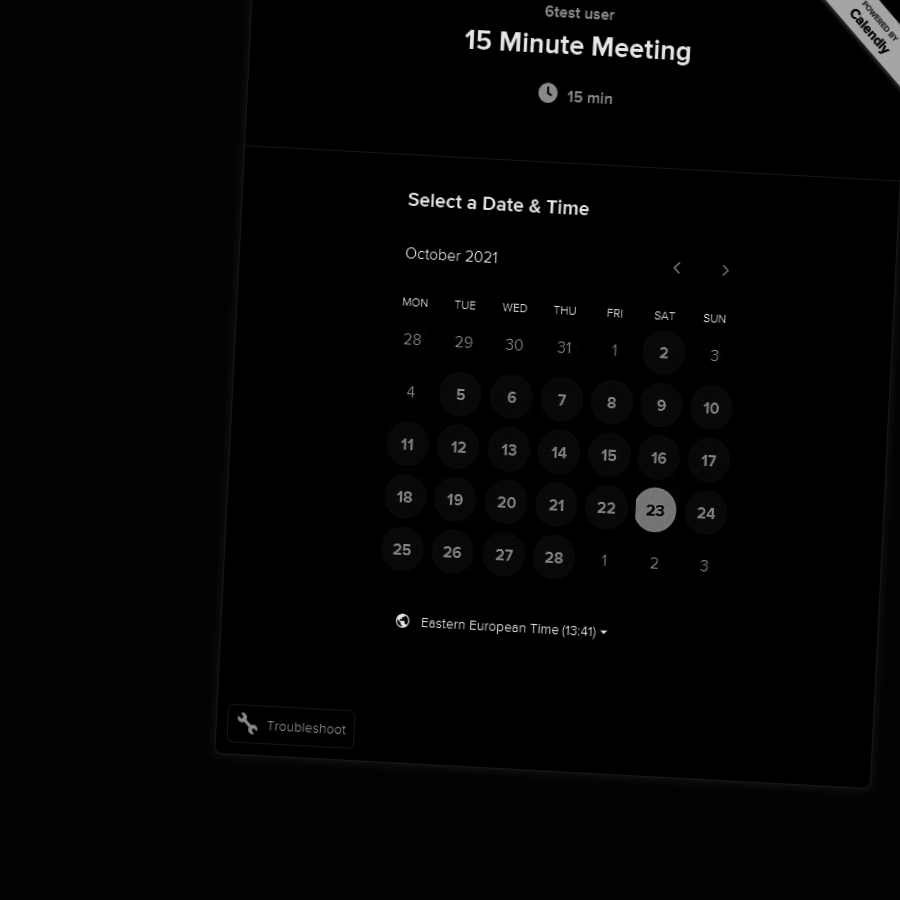 6test user
15 Minute Meeting
15 min
POWERED BY
Calendly
Select a Date & Time
October 2021
MON TUE WED THU FRI SAT SUN
28 29 30 31 1 2 3
4 5 6 7 8 9 10
11 12 13 14 15 16 17
18 19 20 21 22 23 24
25 26 27 28 1 2 3
Eastern European Time (13:41)
Troubleshoot